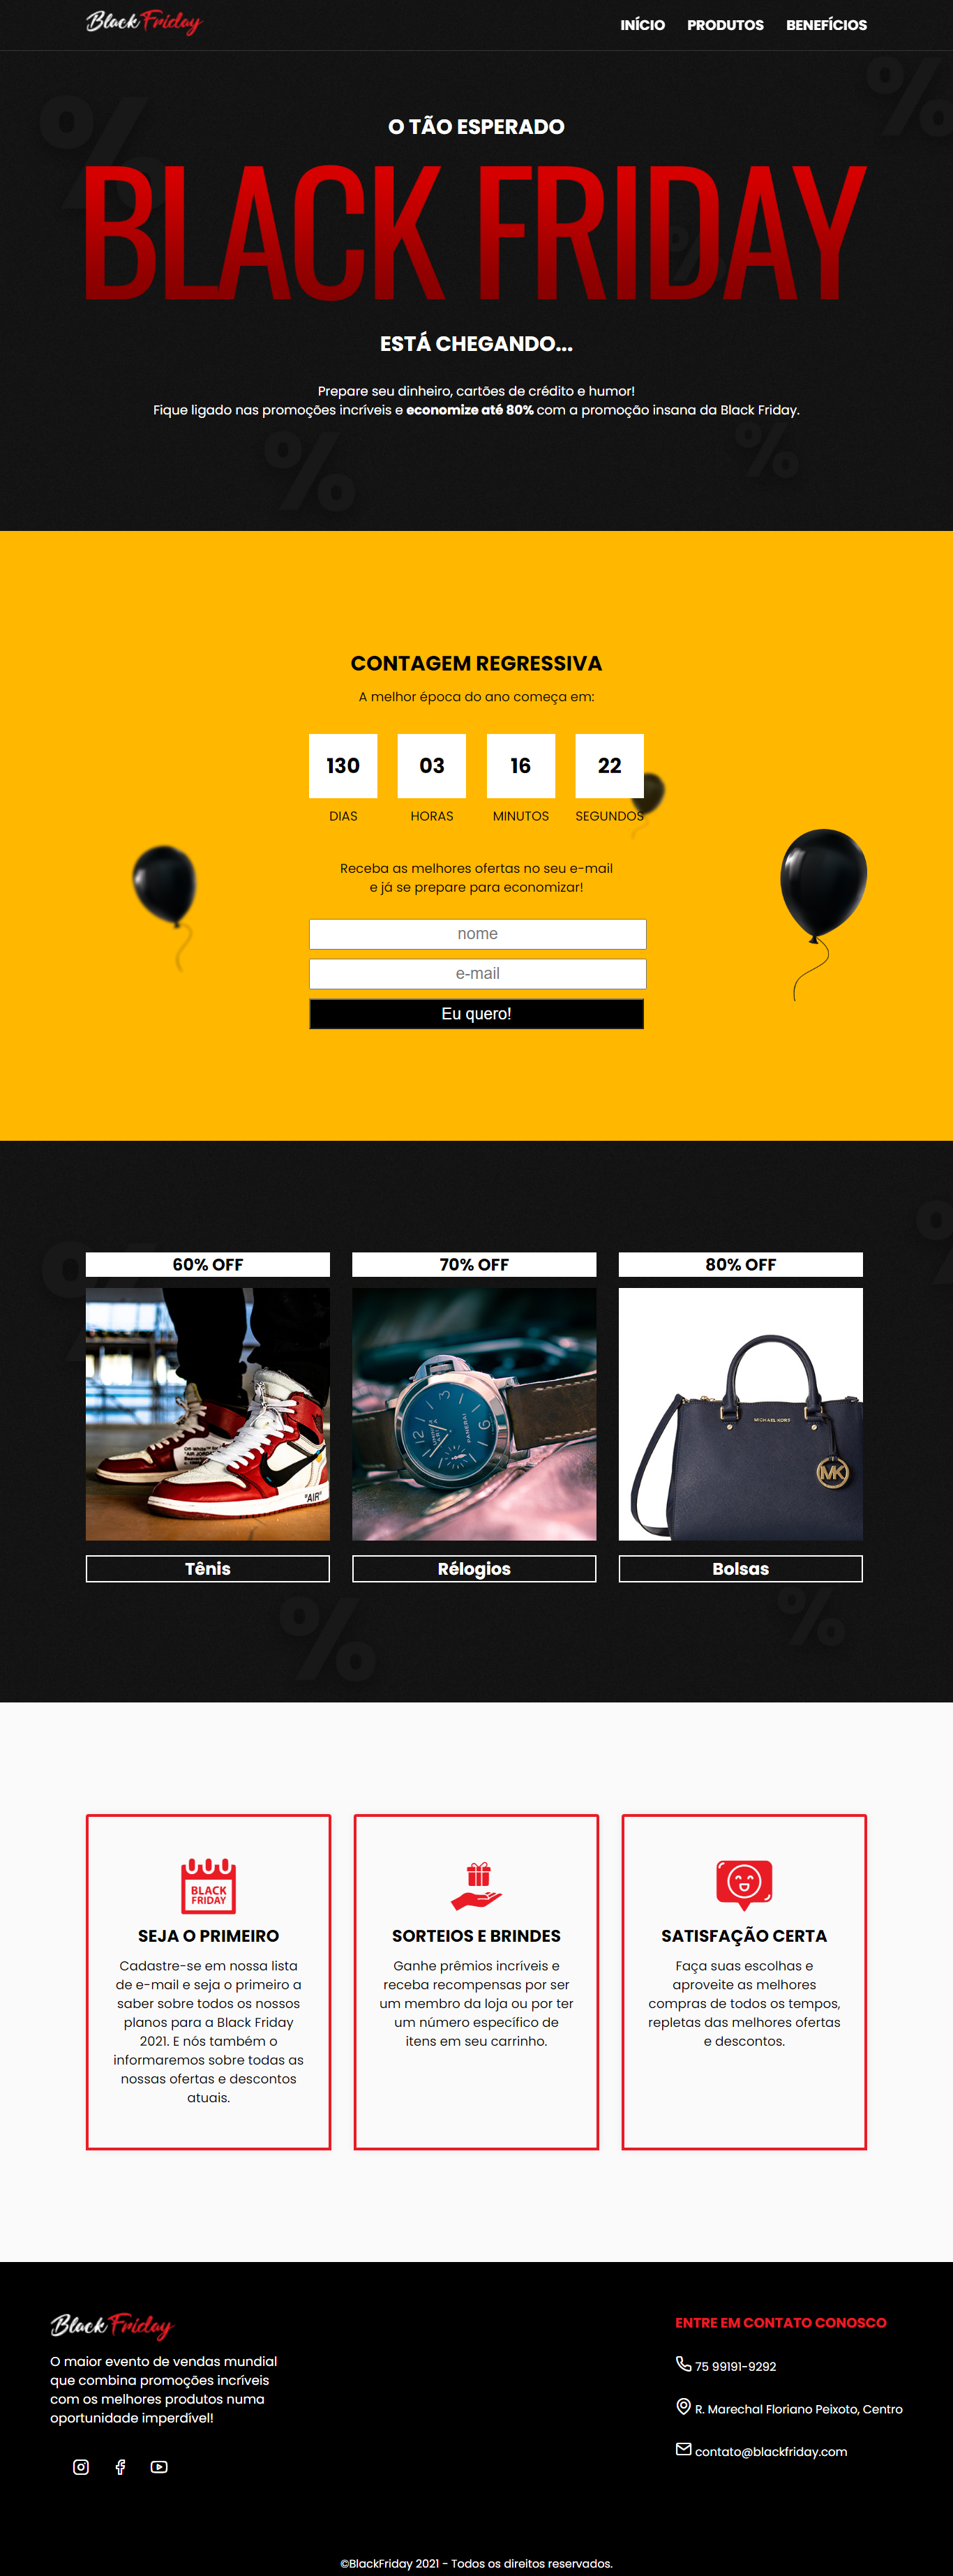 Black Friday
INÍCIO PRODUTOS BENEFÍCIOS
O TÃO ESPERADO
BLACK FRIDAY
ESTÁ CHEGANDO...
Prepare seu dinheiro, cartões de crédito e humor!
Fique ligado nas promoções incríveis e economize até 80% com a promoção insana da Black Friday.
CONTAGEM REGRESSIVA
A melhor época do ano começa em:
130 03 16 22
DIAS HORAS MINUTOS SEGUNDOS
Receba as melhores ofertas no seu e-mail
e já se prepare para economizar!
nome
e-mail
Eu quero!
60% OFF 70% OFF 80% OFF
"AIR"
PANERAI
MICHAEL KORS
MK
Tênis Rélogios Bolsas
BLACK
FRIDAY
SEJA O PRIMEIRO
Cadastre-se em nossa lista
de e-mail e seja o primeiro a
saber sobre todos os nossos
planos para a Black Friday
2021. E nós também o
informaremos sobre todas as
nossas ofertas e descontos
atuais.
SORTEIOS E BRINDES
Ganhe prêmios incríveis e
receba recompensas por ser
um membro da loja ou por ter
um número específico de
itens em seu carrinho.
SATISFAÇÃO CERTA
Faça suas escolhas e
aproveite as melhores
compras de todos os tempos,
repletas das melhores ofertas
e descontos.
Black Friday
O maior evento de vendas mundial
que combina promoções incríveis
com os melhores produtos numa
oportunidade imperdível!
ENTRE EM CONTATO CONOSCO
75 99191-9292
R. Marechal Floriano Peixoto, Centro
contato@blackfriday.com
©BlackFriday 2021 - Todos os direitos reservados.